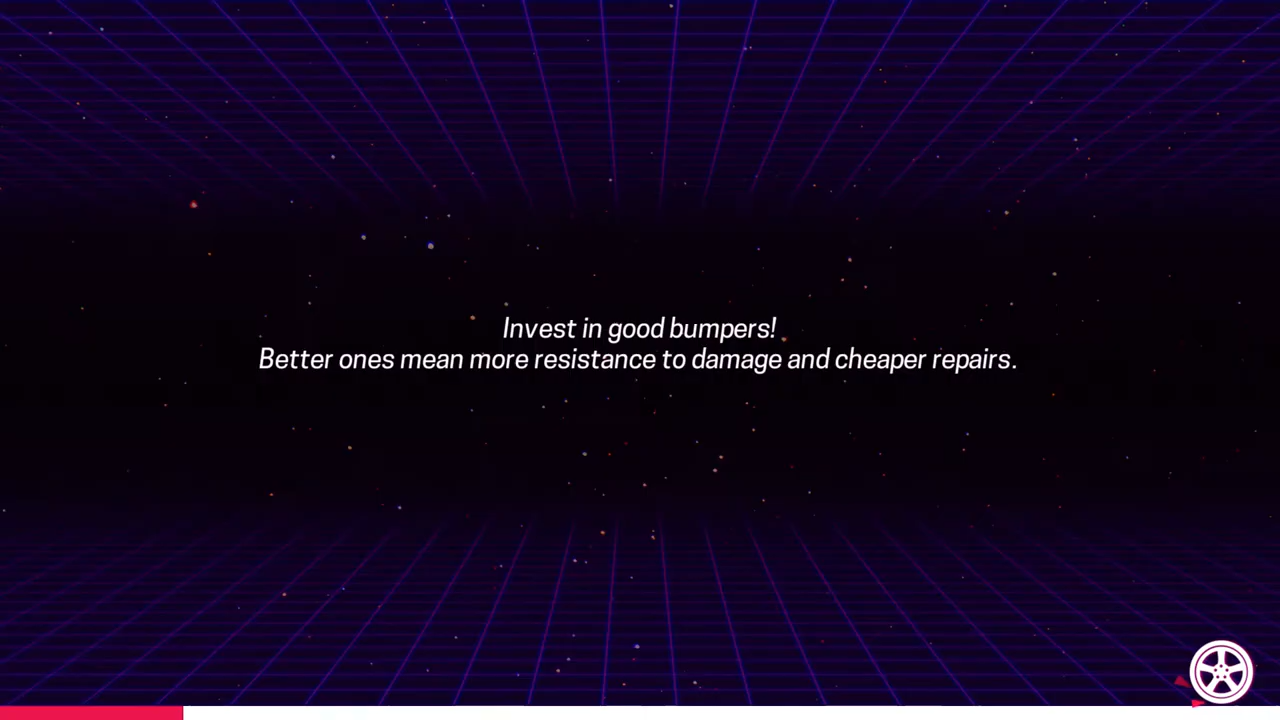 Invest in good bumpers!
Better ones mean more resistance to damage and cheaper repairs.